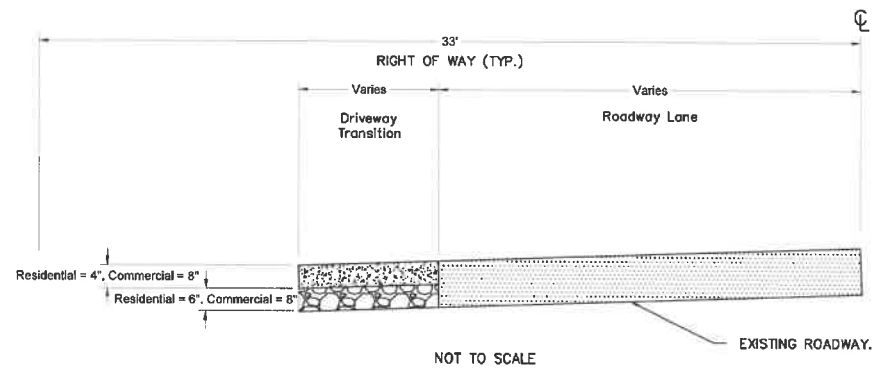 ℄
33'
RIGHT OF WAY (TYP.)
Varies
Varies
Driveway
Transition
Roadway Lane
Residential = 4", Commercial = 8"
Residential = 6", Commercial = 8"
EXISTING ROADWAY.
NOT TO SCALE